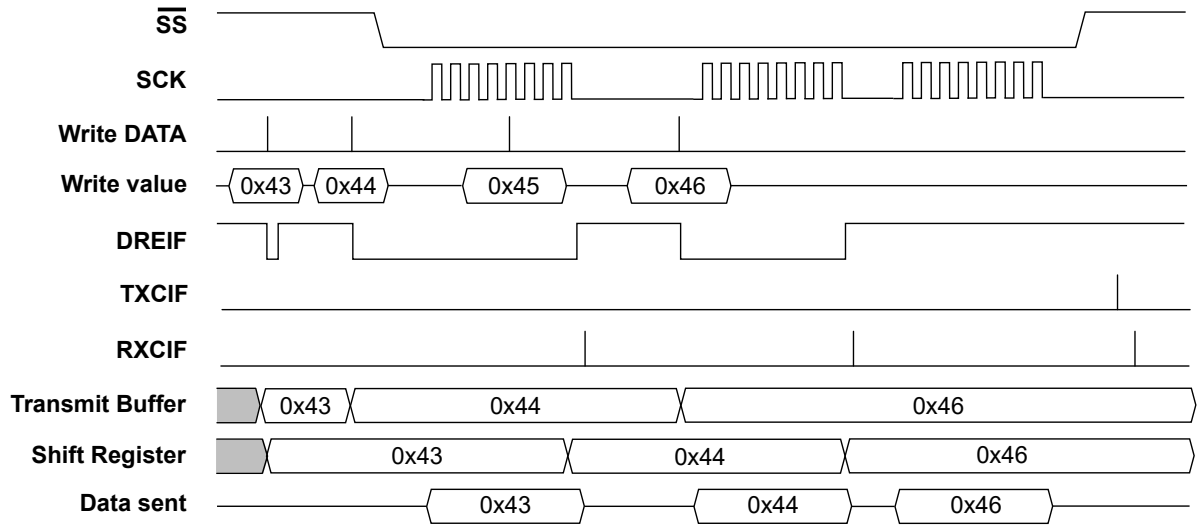 SS
SCK
Write DATA
Write value 0x43 0x44 0x45 0x46
DREIF
TXCIF
RXCIF
Transmit Buffer 0x43 0x44 0x46
Shift Register 0x43 0x44 0x46
Data sent 0x43 0x44 0x46